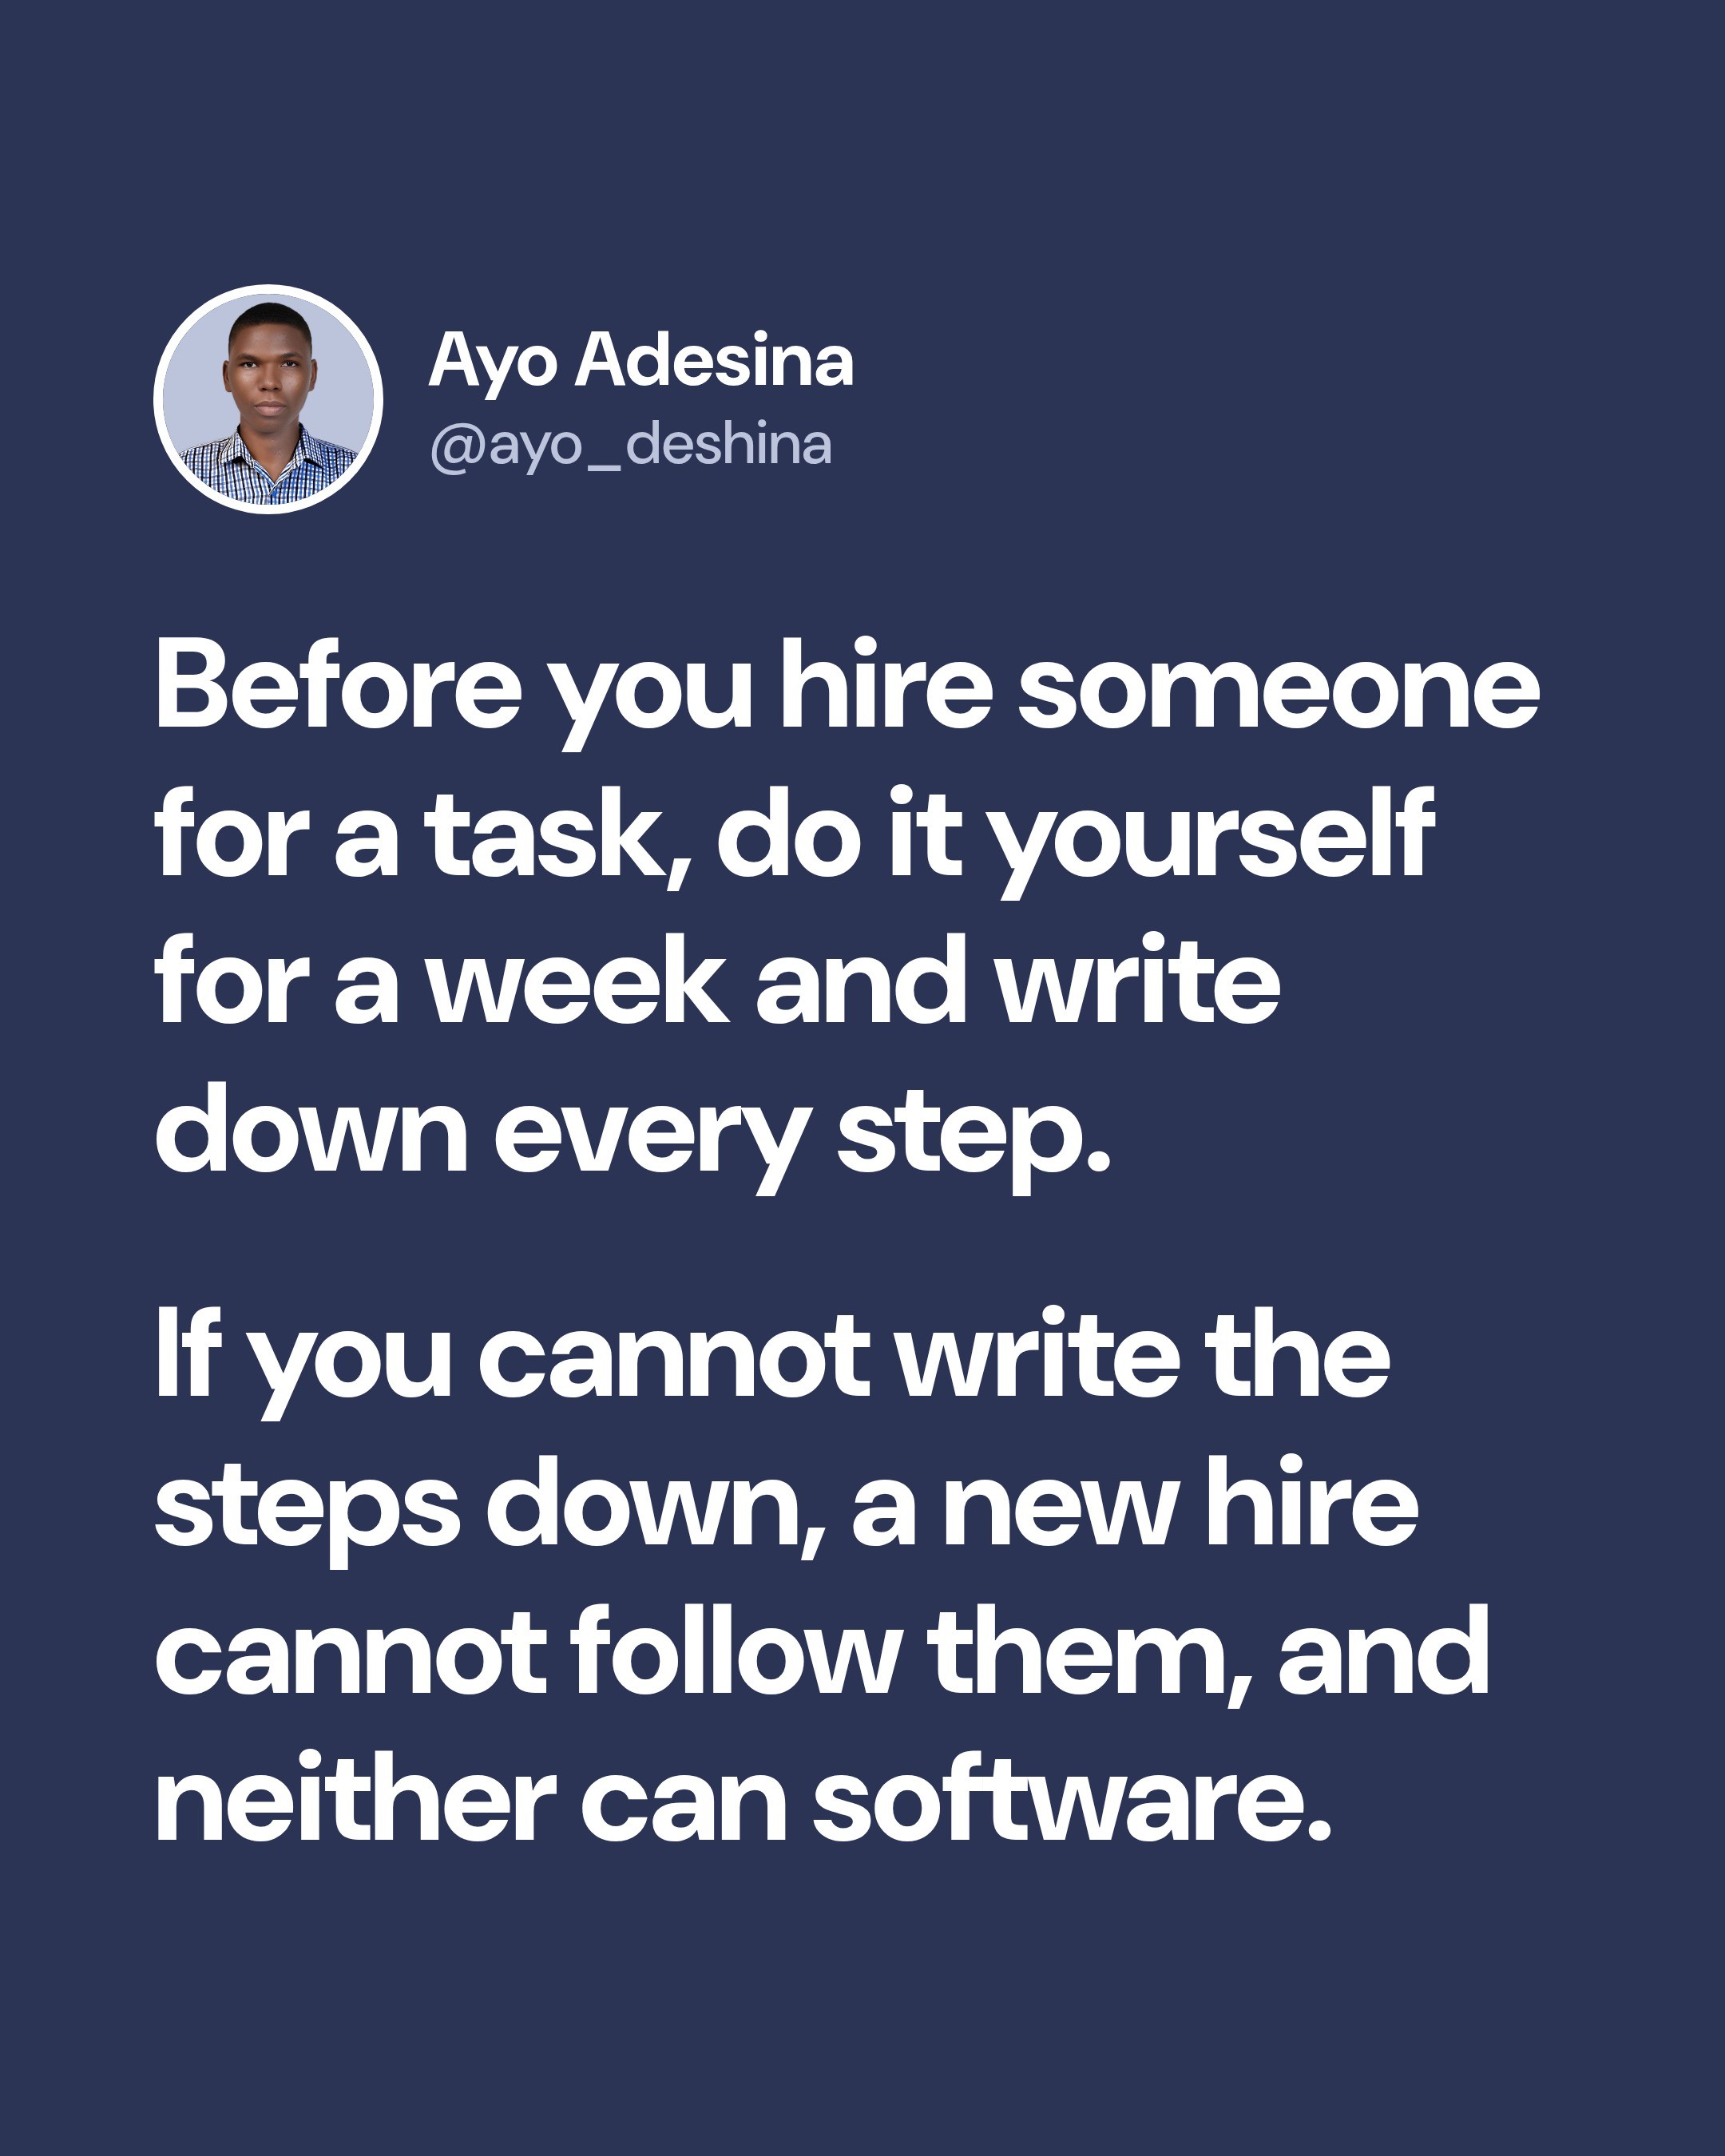 Ayo Adesina
@ayo_deshina
Before you hire someone
for a task, do it yourself
for a week and write
down every step.
If you cannot write the
steps down, a new hire
cannot follow them, and
neither can software.